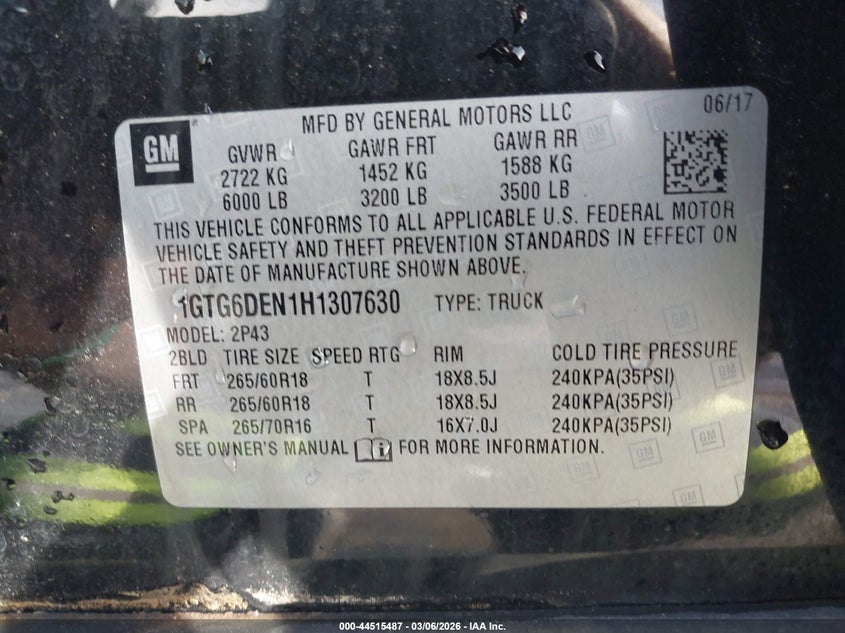 MFD BY GENERAL MOTORS LLC 06/17
GM
GVWR GAWR FRT GAWR RR
2722 KG 1452 KG 1588 KG
6000 LB 3200 LB 3500 LB
THIS VEHICLE CONFORMS TO ALL APPLICABLE U.S. FEDERAL MOTOR
VEHICLE SAFETY AND THEFT PREVENTION STANDARDS IN EFFECT ON
THE DATE OF MANUFACTURE SHOWN ABOVE.
1GTG6DEN1H1307630 TYPE: TRUCK
MODEL: 2P43
2BLD TIRE SIZE SPEED RTG RIM COLD TIRE PRESSURE
FRT 265/60R18 T 18X8.5J 240KPA(35PSI)
RR 265/60R18 T 18X8.5J 240KPA(35PSI)
SPA 265/70R16 T 16X7.0J 240KPA(35PSI)
SEE OWNER'S MANUAL FOR MORE INFORMATION.
000-44515487 - 03/06/2026 - IAA Inc.